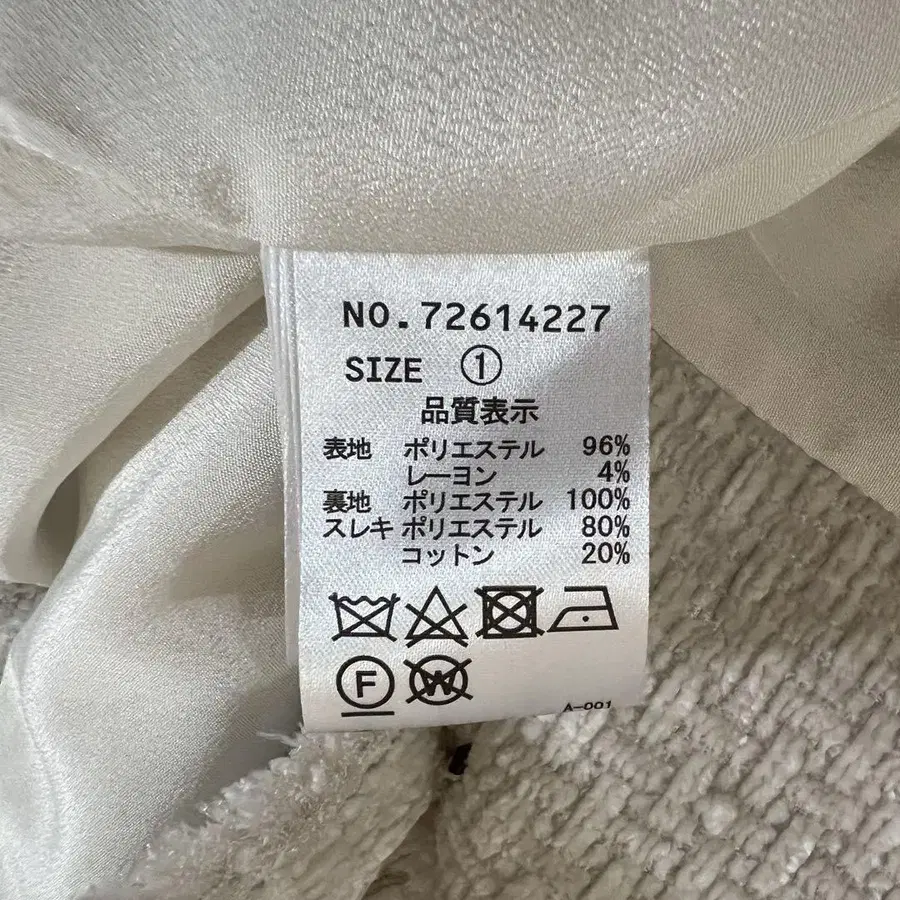 NO.72614227
SIZE ①
品質表示
表地 ポリエステル 96%
レーヨン 4%
裏地 ポリエステル 100%
スレキ ポリエステル 80%
コットン 20%
F W
A-001